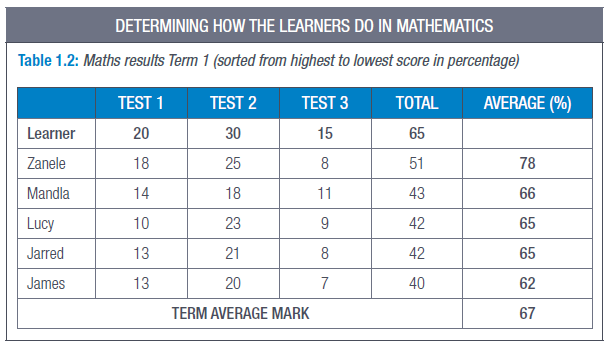 DETERMINING HOW THE LEARNERS DO IN MATHEMATICS
Table 1.2: Maths results Term 1 (sorted from highest to lowest score in percentage)
TEST 1 TEST 2 TEST 3 TOTAL AVERAGE (%)
Learner 20 30 15 65
Zanele 18 25 8 51 78
Mandla 14 18 11 43 66
Lucy 10 23 9 42 65
Jarred 13 21 8 42 65
James 13 20 7 40 62
TERM AVERAGE MARK 67